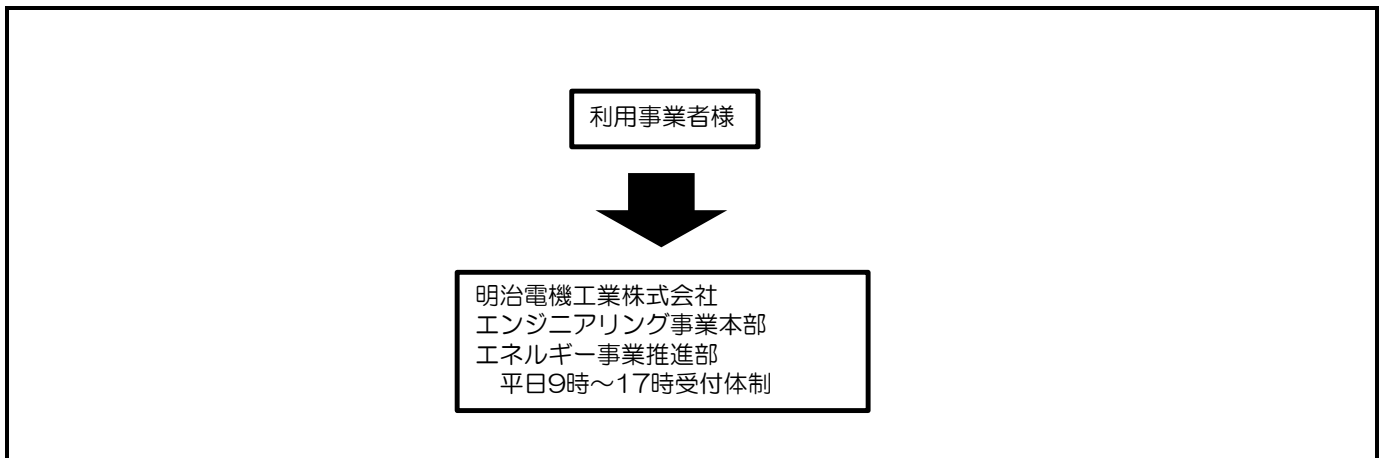 利用事業者様
明治電機工業株式会社
エンジニアリング事業本部
エネルギー事業推進部
平日9時～17時受付体制